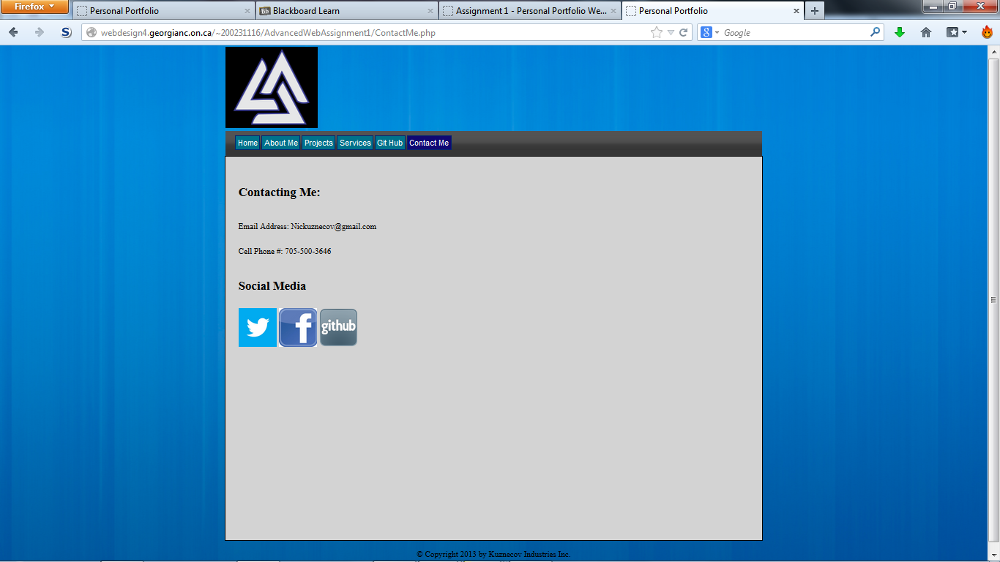 Firefox
Personal Portfolio
Bb Blackboard Learn
Assignment 1 - Personal Portfolio We...
Personal Portfolio
webdesign4.georgianc.on.ca/~200231116/AdvancedWebAssignment1/ContactMe.php
Google
Home About Me Projects Services Git Hub Contact Me
Contacting Me:
Email Address: Nickuznecov@gmail.com
Cell Phone #: 705-500-3646
Social Media
github
© Copyright 2013 by Kuznecov Industries Inc.